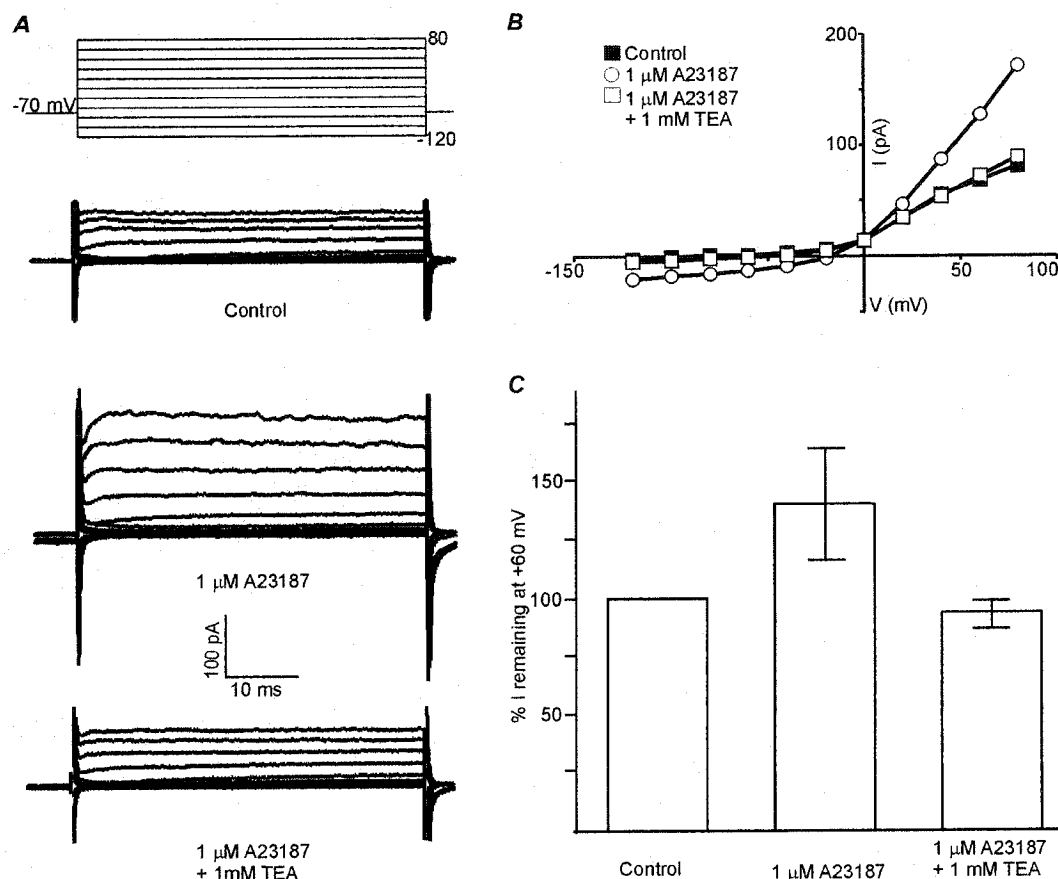 A
80
-70 mV
-120
Control
1 µM A23187
100 pA
10 ms
1 µM A23187
+ 1mM TEA
B
Control
1 µM A23187
1 µM A23187
+ 1 mM TEA
200
100
I (pA)
-150
50
100
V (mV)
C
% I remaining at +60 mV
150
100
50
Control
1 µM A23187
1 µM A23187
+ 1 mM TEA